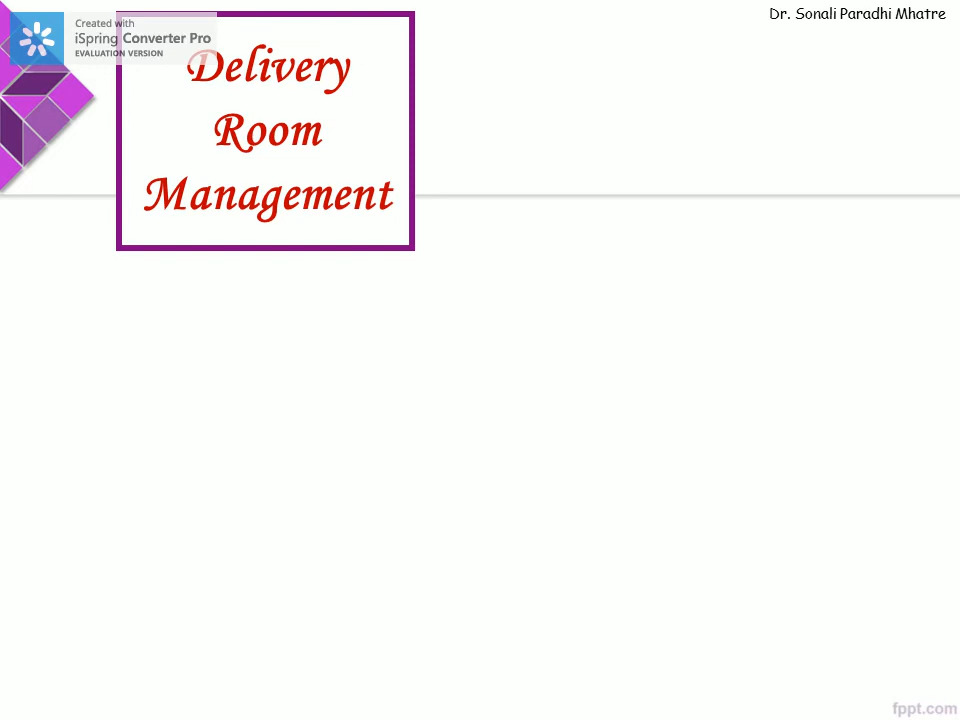 Created with
iSpring Converter Pro
EVALUATION VERSION
Dr. Sonali Paradhi Mhatre
Delivery
Room
Management
fppt.com